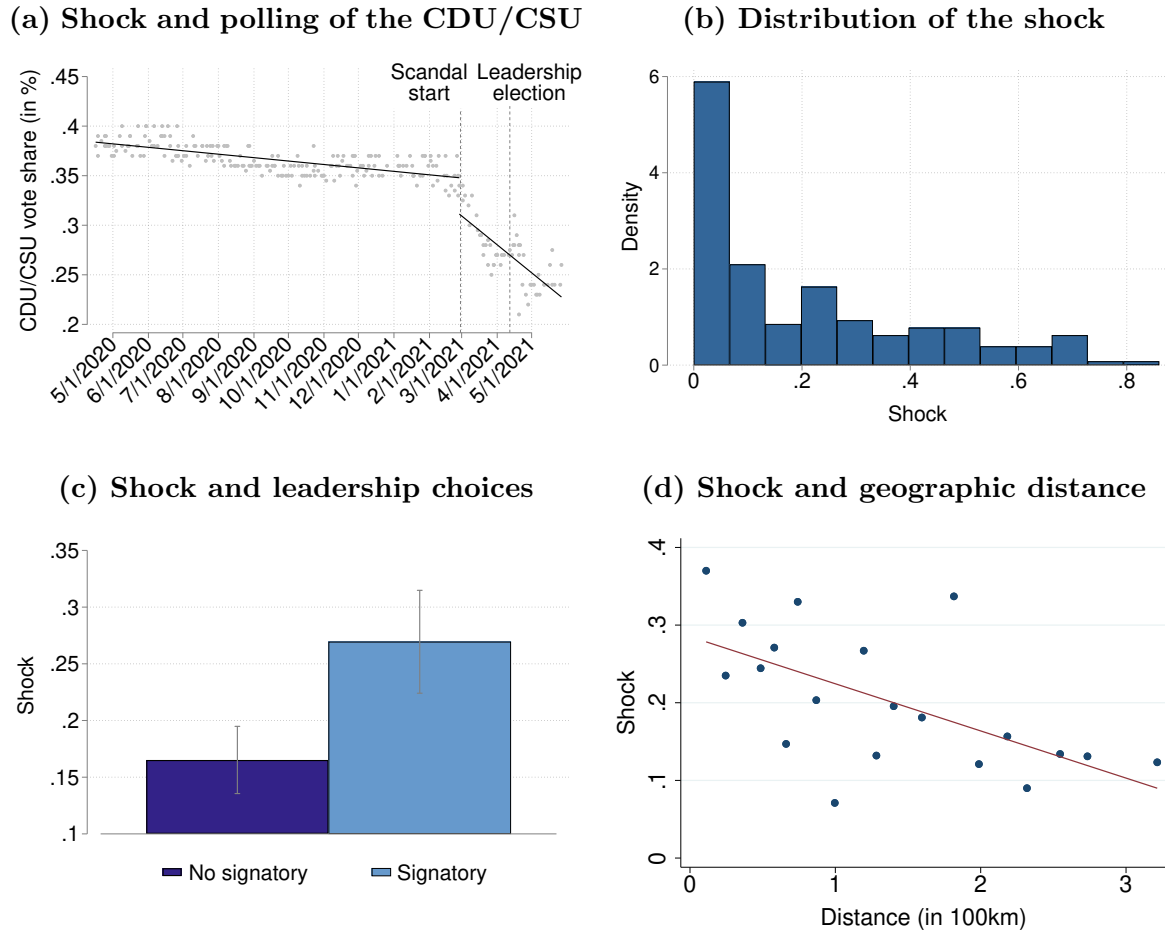 (a) Shock and polling of the CDU/CSU
CDU/CSU vote share (in %)
.45
.4
.35
.3
.25
.2
Scandal
start
Leadership
election
5/1/2020
6/1/2020
7/1/2020
8/1/2020
9/1/2020
10/1/2020
11/1/2020
12/1/2020
1/1/2021
2/1/2021
3/1/2021
4/1/2021
5/1/2021
(b) Distribution of the shock
Density
6
4
2
0
0
.2
.4
.6
.8
Shock
(c) Shock and leadership choices
Shock
.35
.3
.25
.2
.15
.1
No signatory
Signatory
(d) Shock and geographic distance
Shock
.4
.3
.2
.1
0
0
1
2
3
Distance (in 100km)